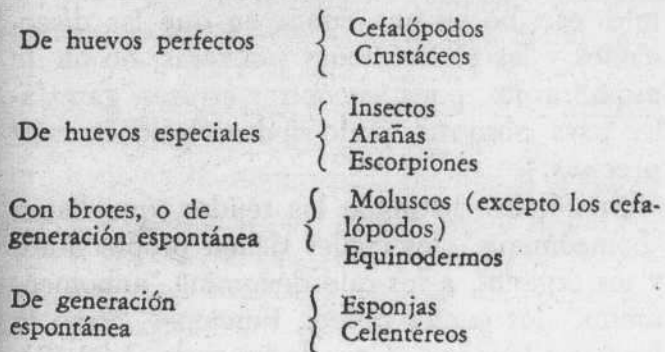 De huevos perfectos
Cefalópodos
Crustáceos
De huevos especiales
Insectos
Arañas
Escorpiones
Con brotes, o de
generación espontánea
Moluscos (excepto los cefa-
lópodos)
Equinodermos
De generación
espontánea
Esponjas
Celentéreos